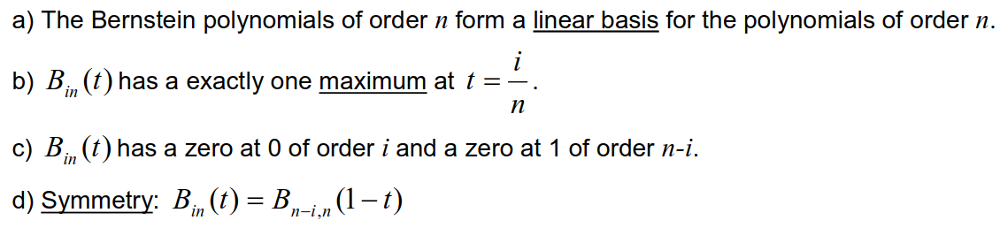 a) The Bernstein polynomials of order n form a linear basis for the polynomials of order n.
b) B_{in}(t) has a exactly one maximum at t = \frac{i}{n}.
c) B_{in}(t) has a zero at 0 of order i and a zero at 1 of order n-i.
d) Symmetry: B_{in}(t) = B_{n-i,n}(1-t)